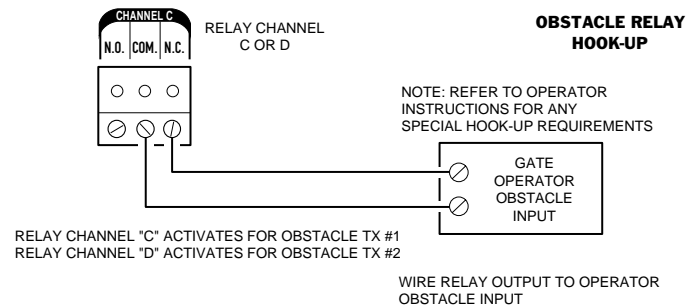 CHANNEL C
N.O. COM. N.C.
RELAY CHANNEL
C OR D
OBSTACLE RELAY
HOOK-UP
NOTE: REFER TO OPERATOR
INSTRUCTIONS FOR ANY
SPECIAL HOOK-UP REQUIREMENTS
GATE
OPERATOR
OBSTACLE
INPUT
RELAY CHANNEL "C" ACTIVATES FOR OBSTACLE TX #1
RELAY CHANNEL "D" ACTIVATES FOR OBSTACLE TX #2
WIRE RELAY OUTPUT TO OPERATOR
OBSTACLE INPUT